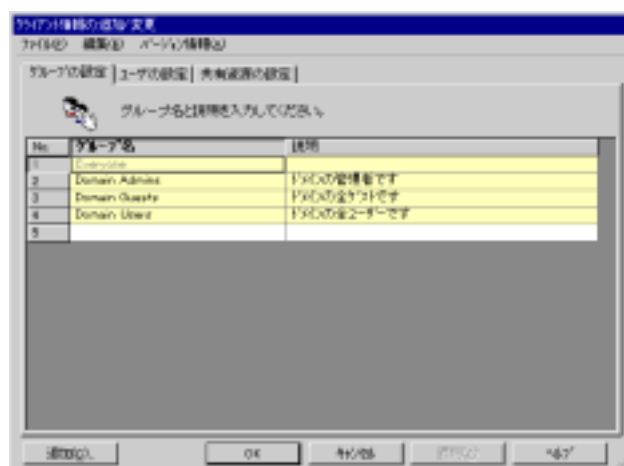 クライアント情報の追加/変更
ファイル(F) 編集(E) バージョン情報(A)
グループの設定 ユーザの設定 共有資源の設定
グループ名と説明を入力してください。
No. グループ名 説明
1 Everyone
2 Domain Admins ドメインの管理者です
3 Domain Guests ドメインの全ゲストです
4 Domain Users ドメインの全ユーザーです
5
OK キャンセル ヘルプ